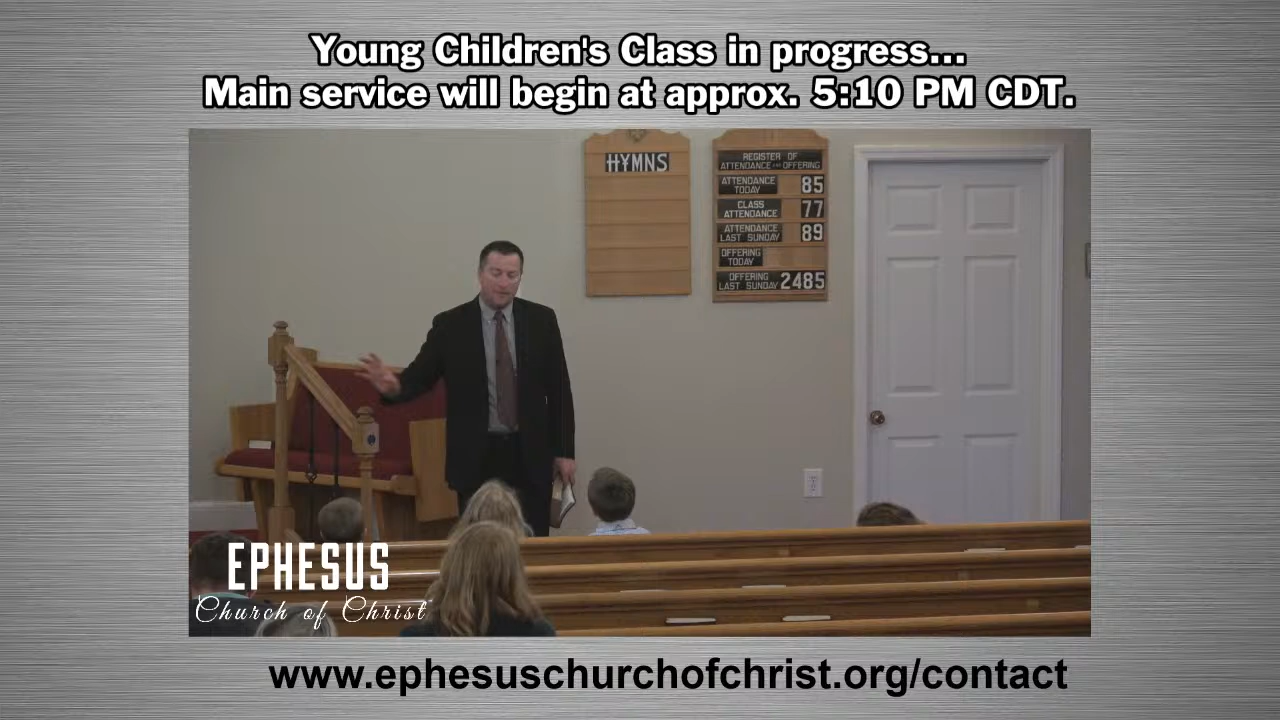 Young Children's Class in progress...
Main service will begin at approx. 5:10 PM CDT.
HYMNS
REGISTER OF
ATTENDANCE AND OFFERING
ATTENDANCE
TODAY 85
CLASS
ATTENDANCE 77
ATTENDANCE
LAST SUNDAY 89
OFFERING
TODAY
OFFERING
LAST SUNDAY 2485
EPHESUS
Church of Christ
www.ephesuschurchofchrist.org/contact